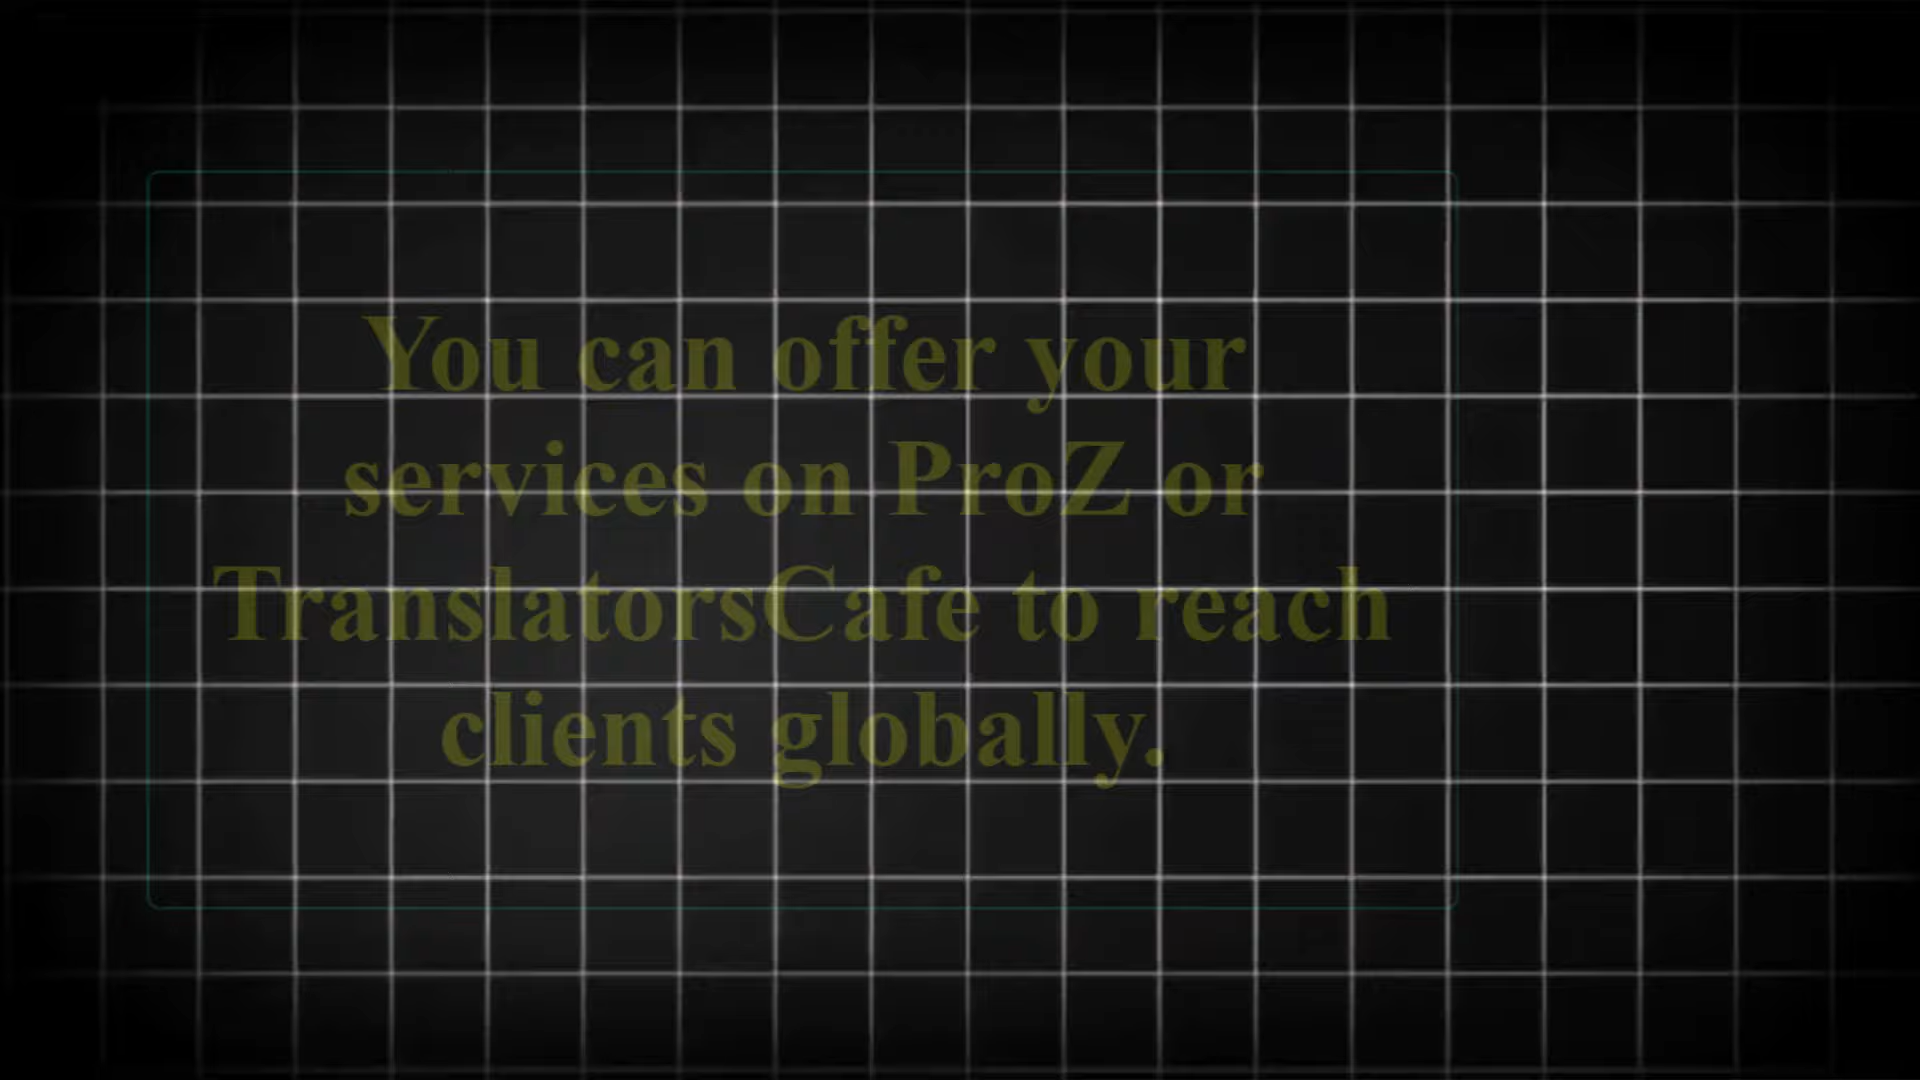 You can offer your
services on ProZ or
TranslatorsCafe to reach
clients globally.